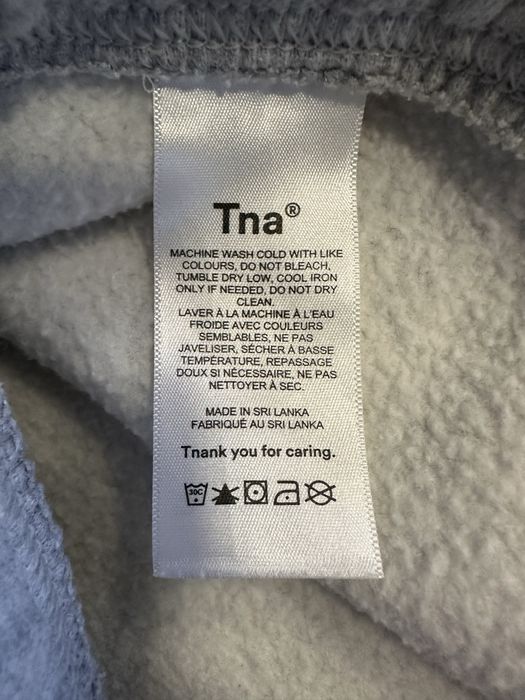 Tna®
MACHINE WASH COLD WITH LIKE
COLOURS, DO NOT BLEACH,
TUMBLE DRY LOW, COOL IRON
ONLY IF NEEDED, DO NOT DRY
CLEAN.
LAVER À LA MACHINE À L'EAU
FROIDE AVEC COULEURS
SEMBLABLES, NE PAS
JAVELISER, SÉCHER À BASSE
TEMPÉRATURE, REPASSAGE
DOUX SI NÉCESSAIRE, NE PAS
NETTOYER À SEC.
MADE IN SRI LANKA
FABRIQUÉ AU SRI LANKA
Tnank you for caring.
30C